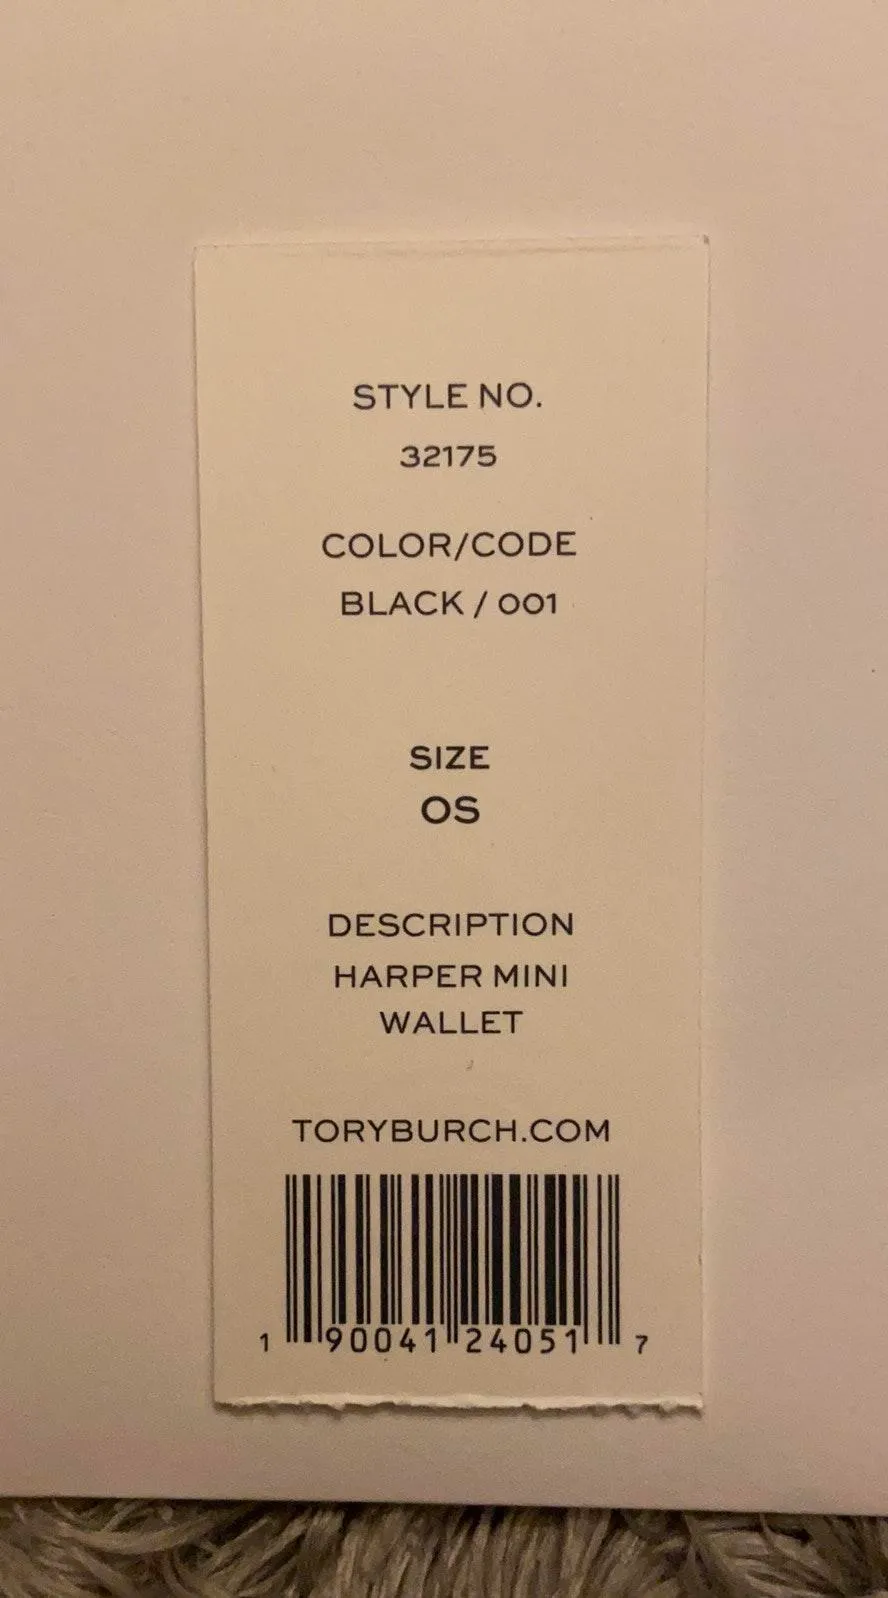 STYLE NO.
32175
COLOR/CODE
BLACK / 001
SIZE
OS
DESCRIPTION
HARPER MINI
WALLET
TORYBURCH.COM
1 90041 24051 7